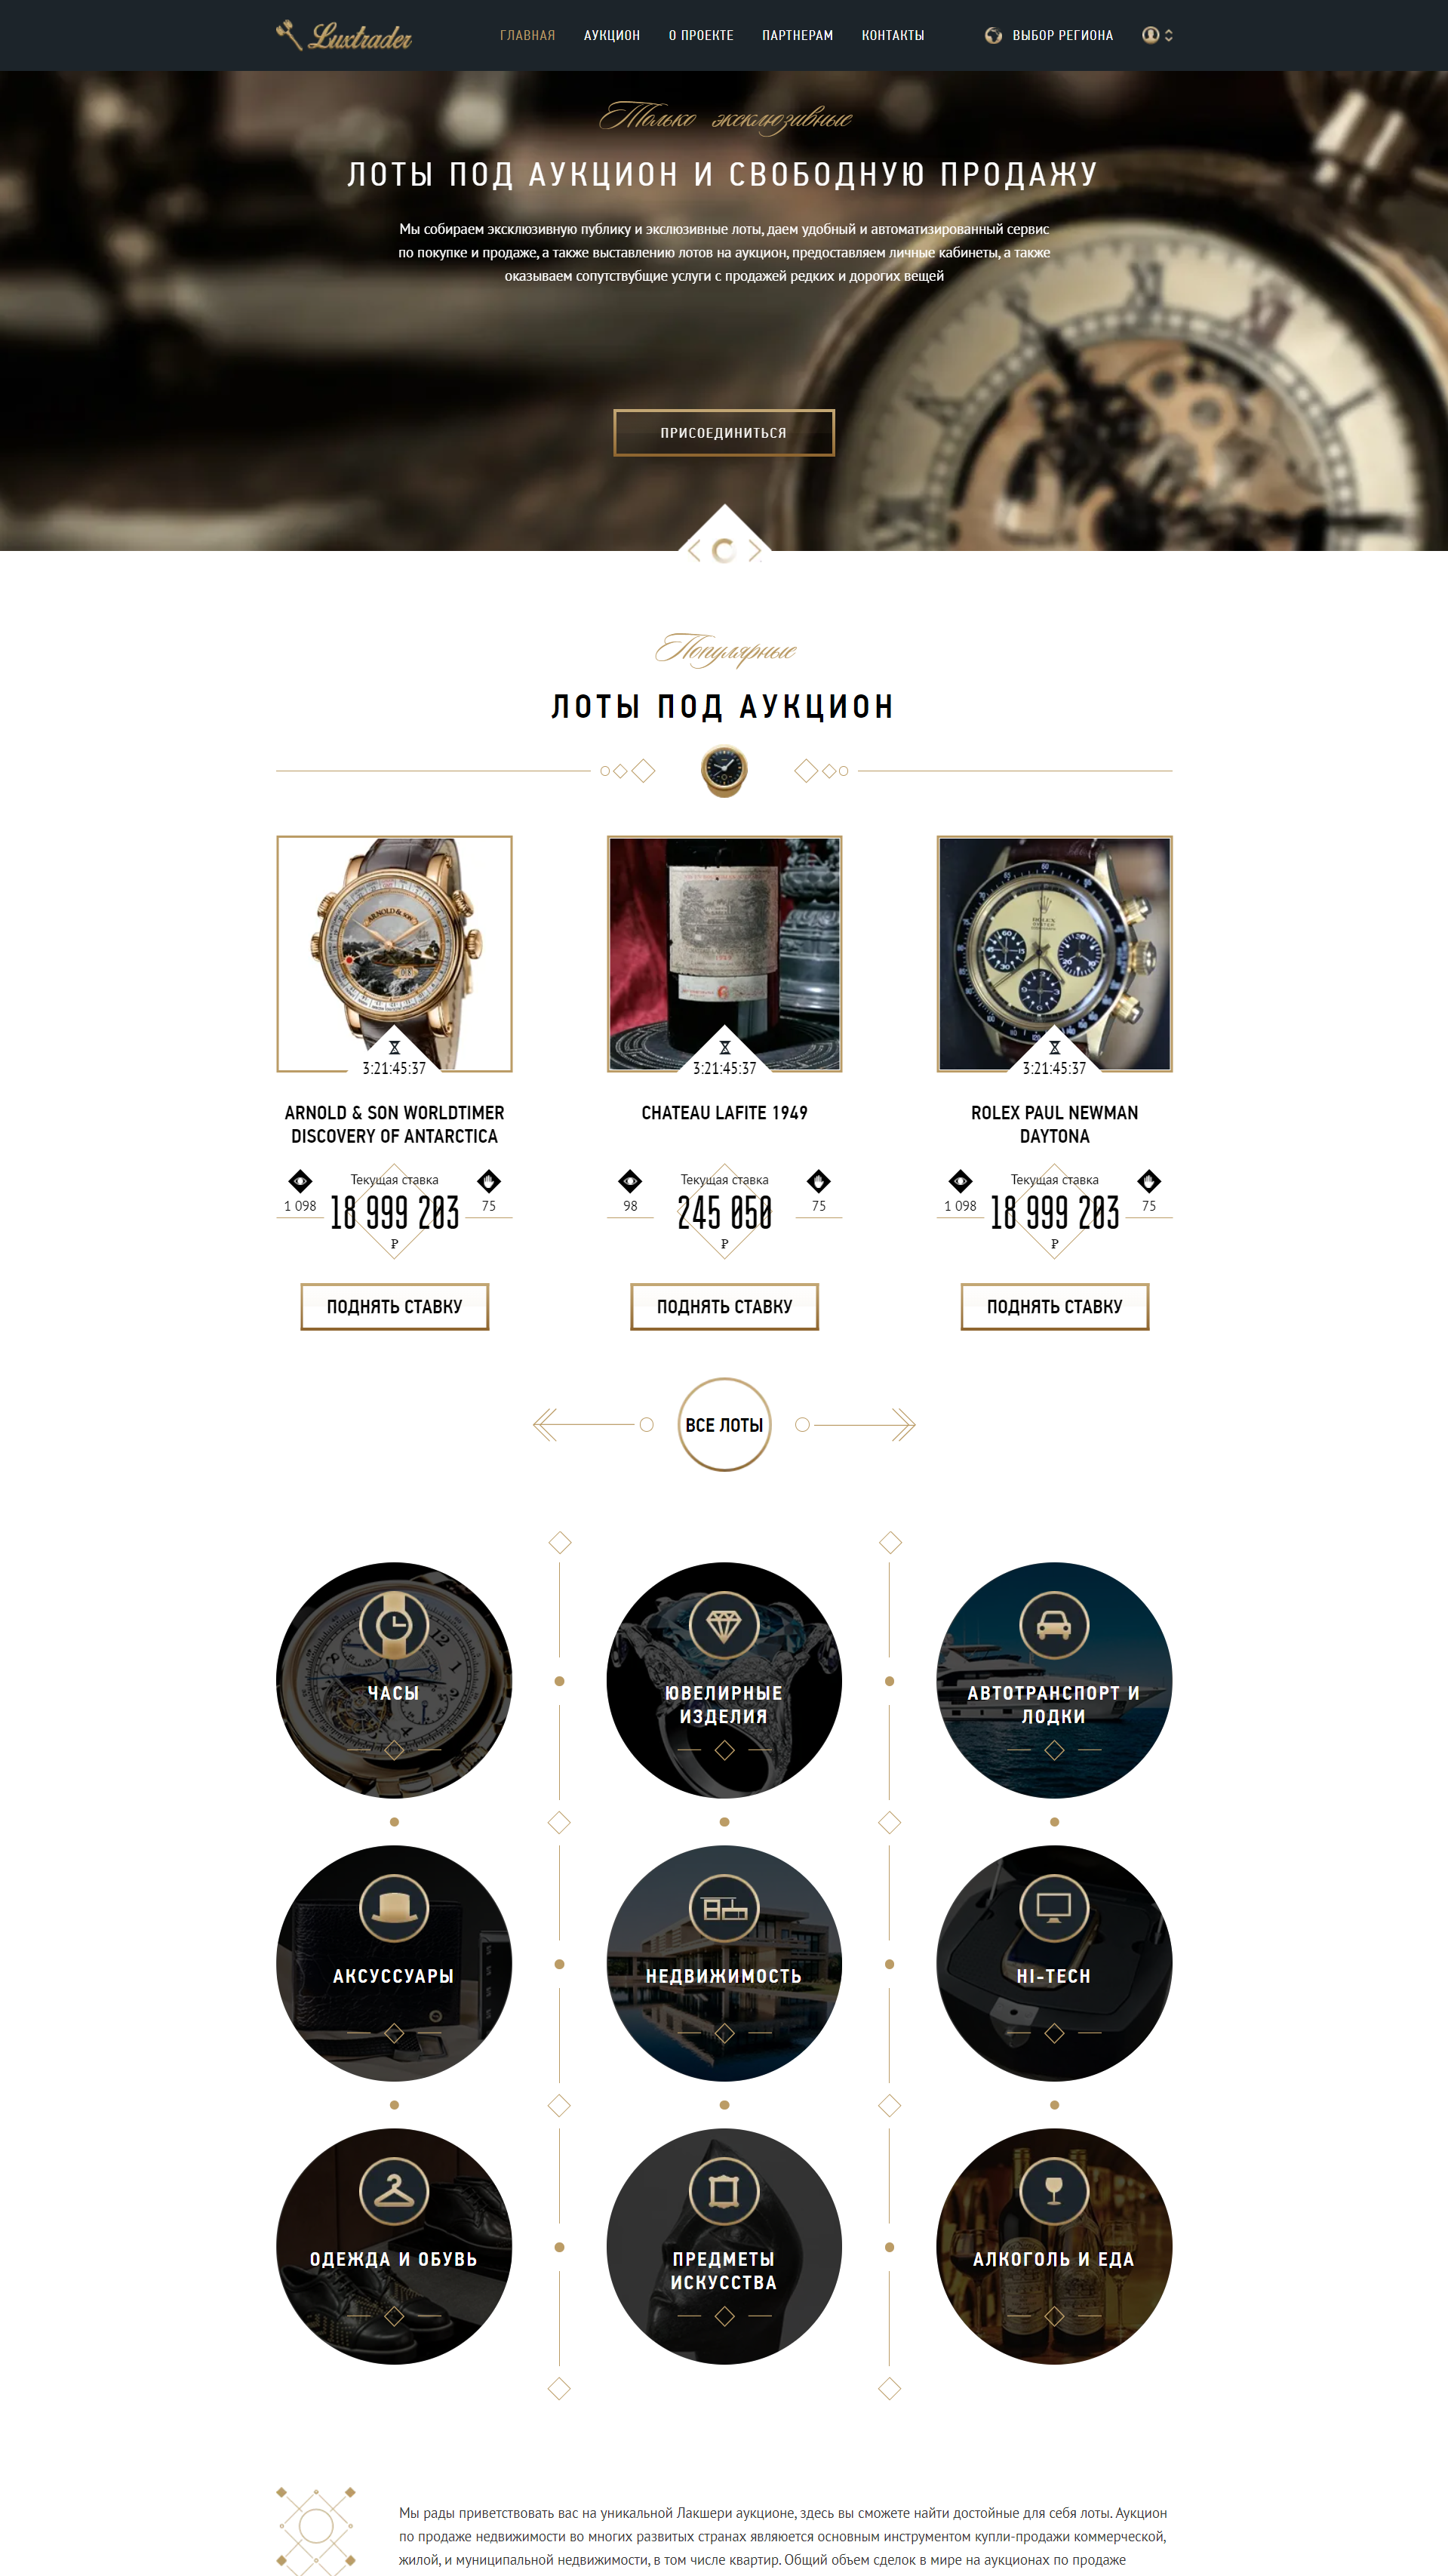 Luxtrader
ГЛАВНАЯ
АУКЦИОН
О ПРОЕКТЕ
ПАРТНЕРАМ
КОНТАКТЫ
ВЫБОР РЕГИОНА
Только эксклюзивные
ЛОТЫ ПОД АУКЦИОН И СВОБОДНУЮ ПРОДАЖУ
Мы собираем эксклюзивную публику и экслюзивные лоты, даем удобный и автоматизированный сервис
по покупке и продаже, а также выставлению лотов на аукцион, предоставляем личные кабинеты, а также
оказываем сопутствубщие услуги с продажей редких и дорогих вещей
ПРИСОЕДИНИТЬСЯ
Популярные
ЛОТЫ ПОД АУКЦИОН
ARNOLD & SON
3:21:45:37
ARNOLD & SON WORLDTIMER
DISCOVERY OF ANTARCTICA
Текущая ставка
1 098
18 999 203
75
₽
ПОДНЯТЬ СТАВКУ
3:21:45:37
CHATEAU LAFITE 1949
Текущая ставка
98
245 050
75
₽
ПОДНЯТЬ СТАВКУ
ROLEX
3:21:45:37
ROLEX PAUL NEWMAN
DAYTONA
Текущая ставка
1 098
18 999 203
75
₽
ПОДНЯТЬ СТАВКУ
ВСЕ ЛОТЫ
ЧАСЫ
ЮВЕЛИРНЫЕ
ИЗДЕЛИЯ
АВТОТРАНСПОРТ И
ЛОДКИ
АКСУССУАРЫ
НЕДВИЖИМОСТЬ
HI-TECH
ОДЕЖДА И ОБУВЬ
ПРЕДМЕТЫ
ИСКУССТВА
АЛКОГОЛЬ И ЕДА
Мы рады приветствовать вас на уникальной Лакшери аукционе, здесь вы сможете найти достойные для себя лоты. Аукцион
по продаже недвижимости во многих развитых странах являюется основным инструментом купли-продажи коммерческой,
жилой, и муниципальной недвижимости, в том числе квартир. Общий объем сделок в мире на аукционах по продаже